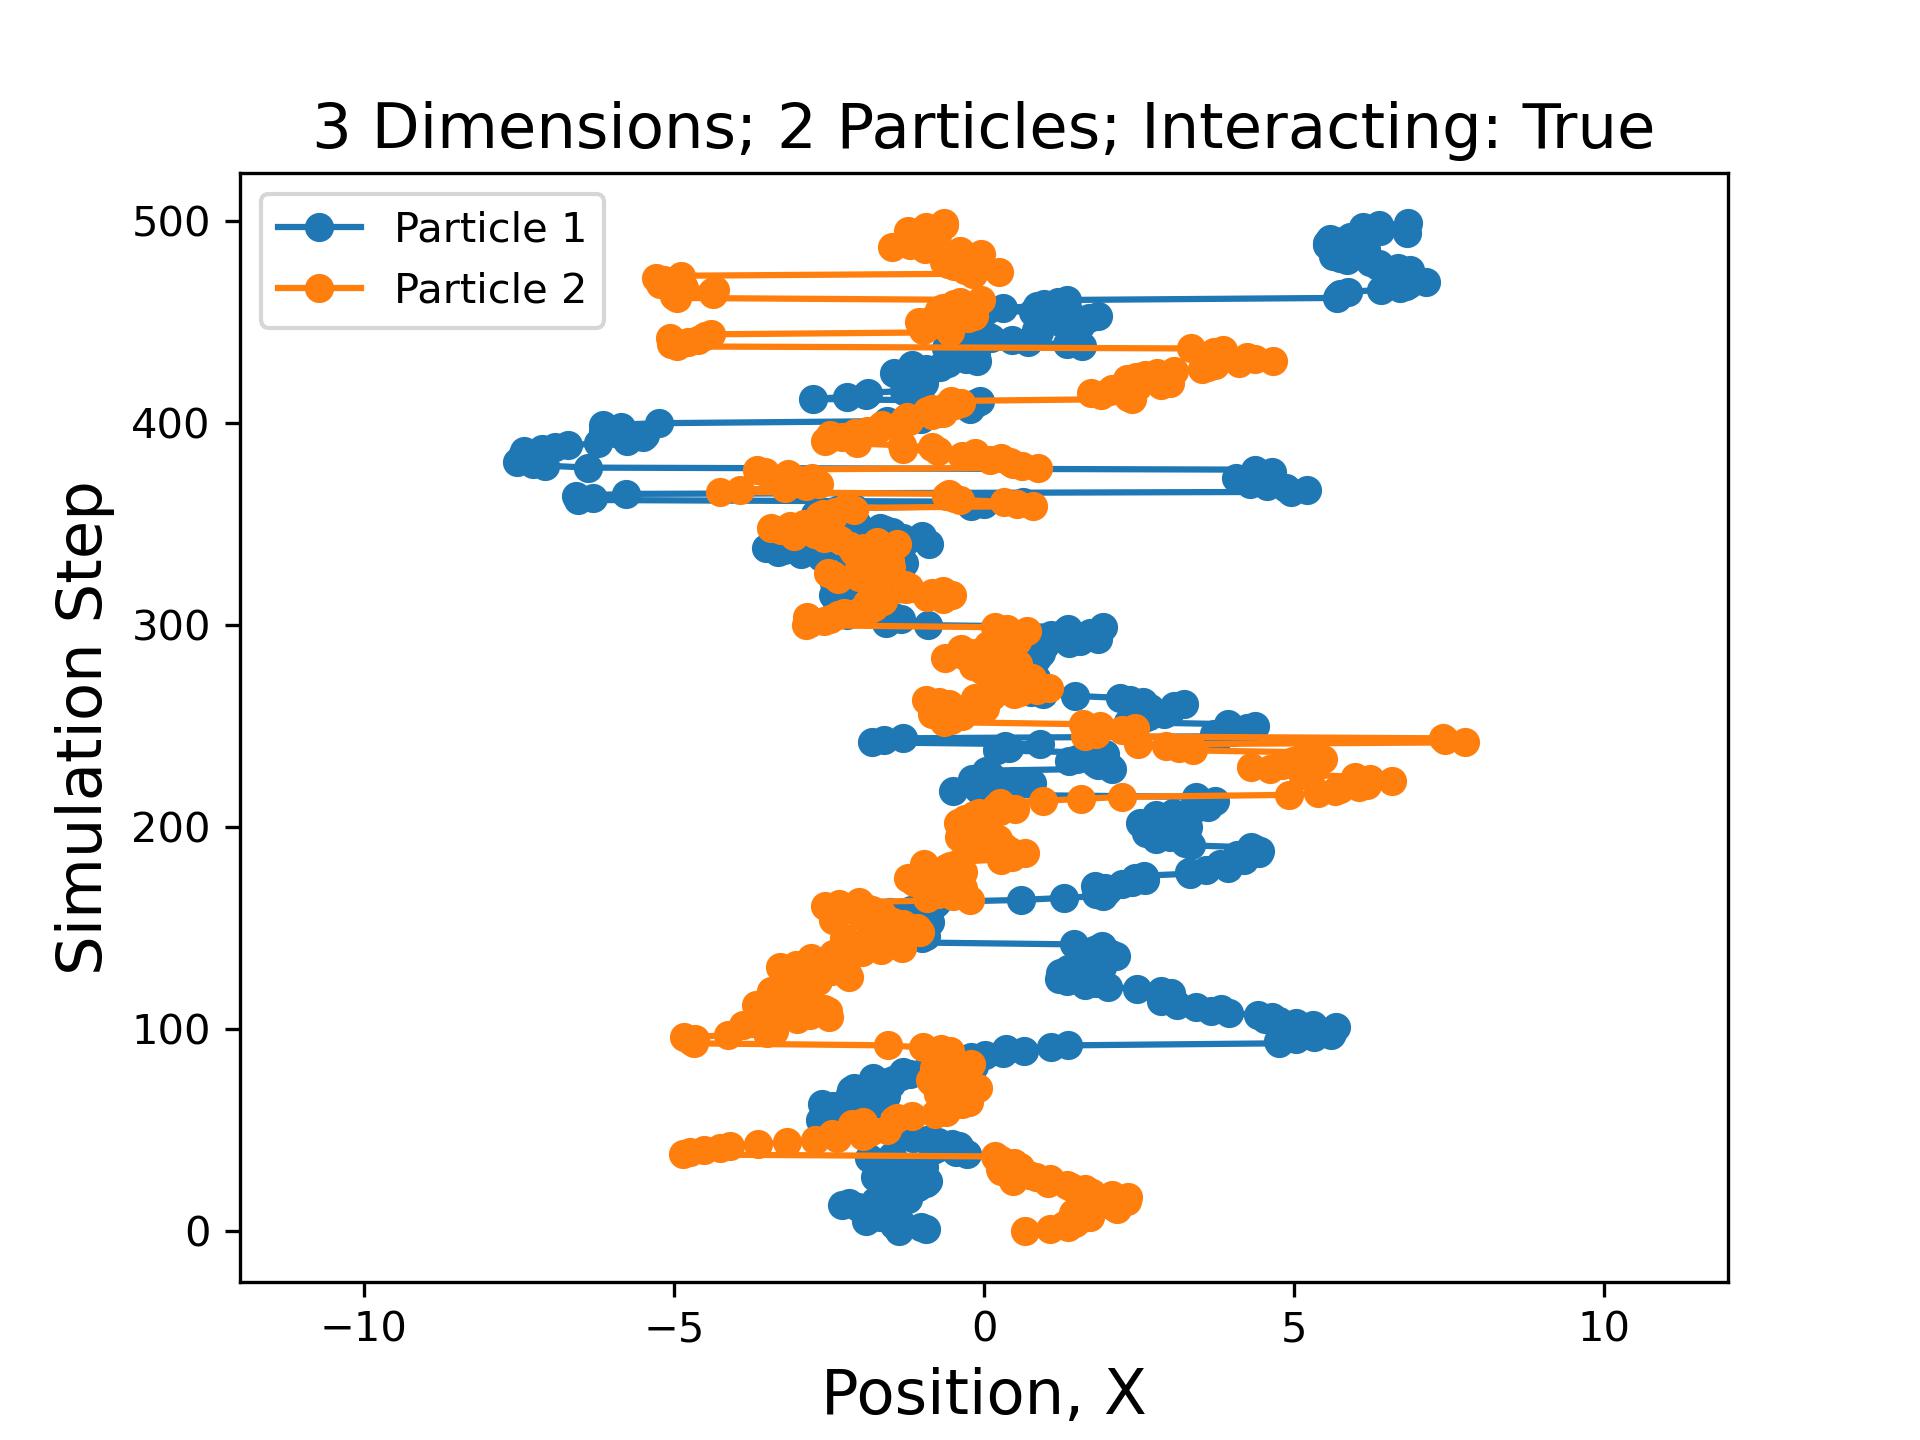 3 Dimensions; 2 Particles; Interacting: True
Particle 1
Particle 2
500
400
300
200
100
0
Simulation Step
−10 −5 0 5 10
Position, X